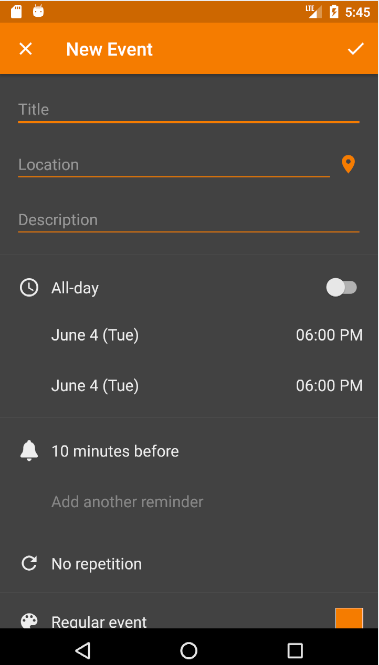 LTE 5:45
New Event
Title
Location
Description
All-day
June 4 (Tue) 06:00 PM
June 4 (Tue) 06:00 PM
10 minutes before
Add another reminder
No repetition
Regular event